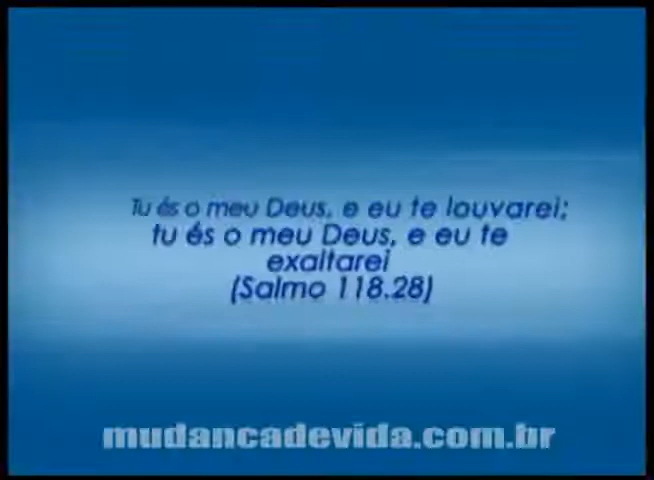 Tu és o meu Deus, e eu te louvarei;
tu és o meu Deus, e eu te
exaltarei
(Salmo 118.28)
mudancadevida.com.br